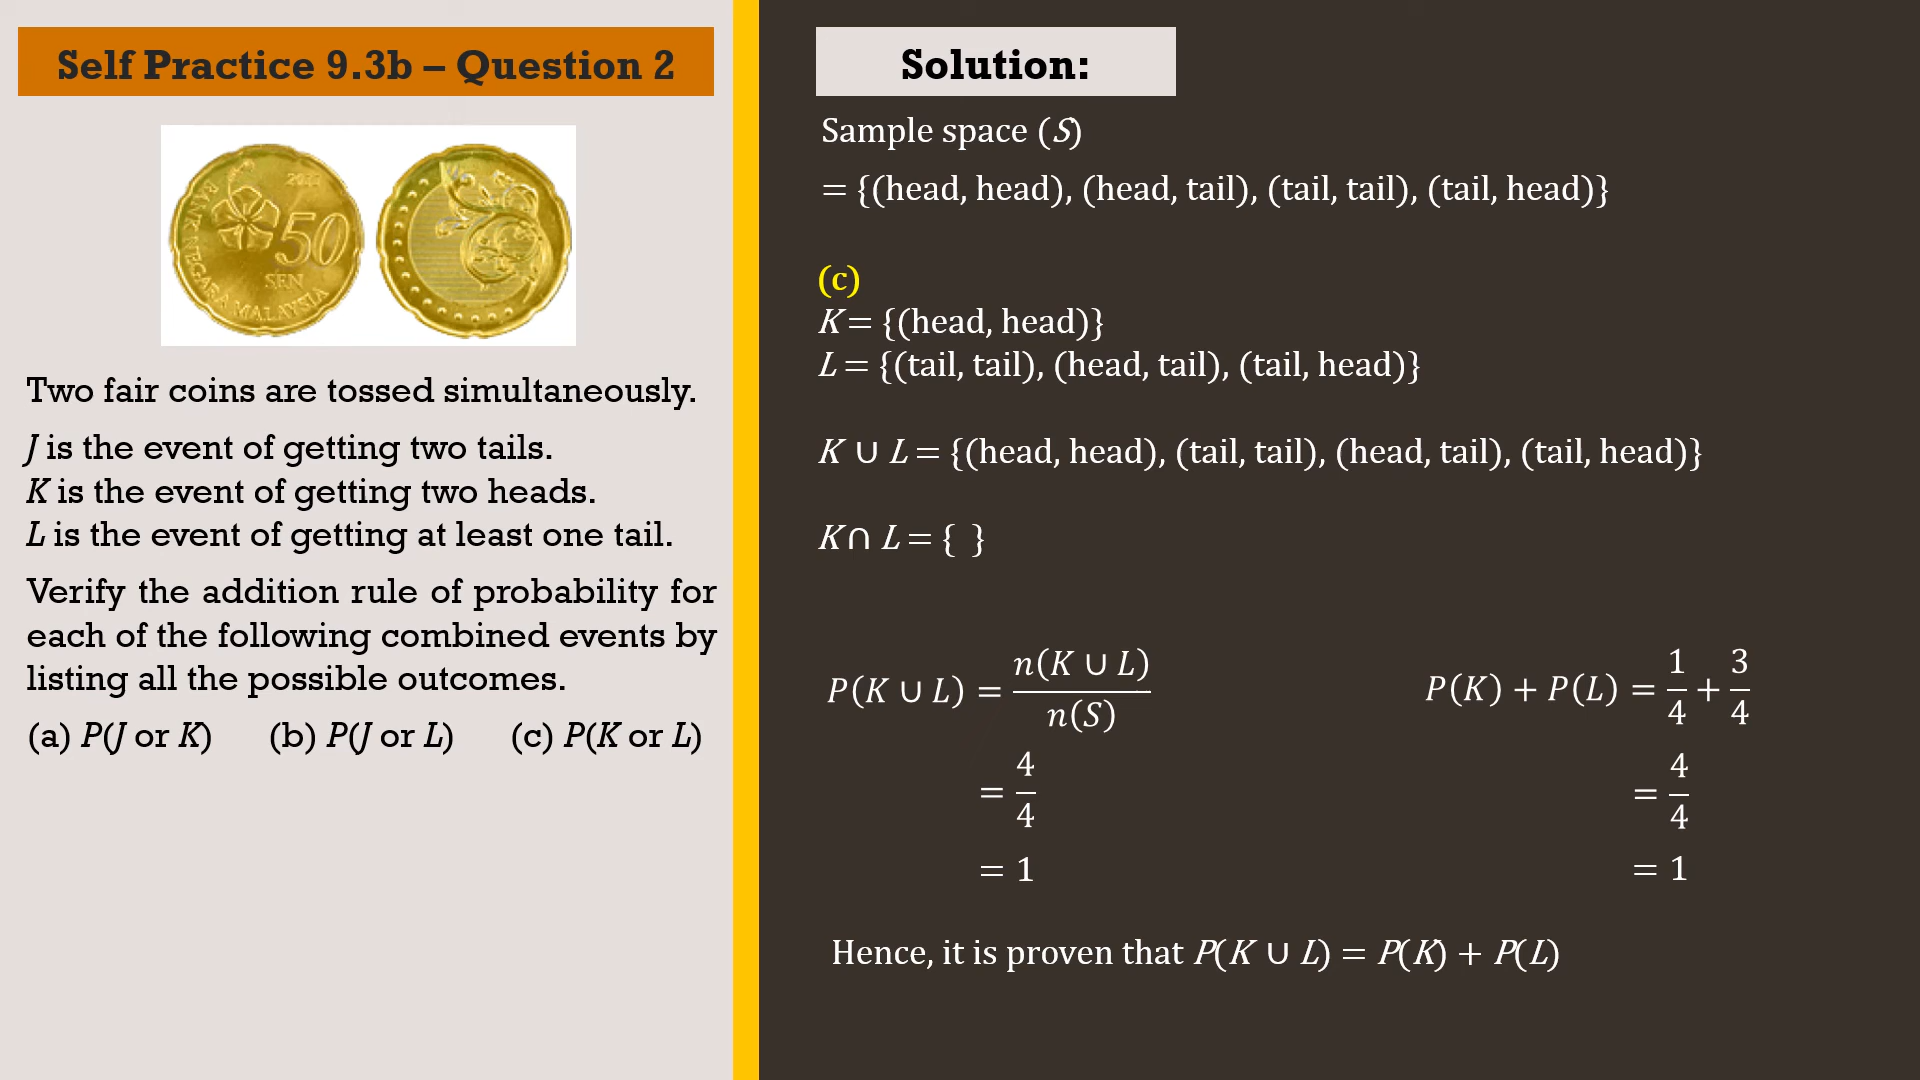 Self Practice 9.3b – Question 2
50
SEN
BANK NEGARA MALAYSIA
Two fair coins are tossed simultaneously.
J is the event of getting two tails.
K is the event of getting two heads.
L is the event of getting at least one tail.
Verify the addition rule of probability for
each of the following combined events by
listing all the possible outcomes.
(a) P(J or K) (b) P(J or L) (c) P(K or L)
Solution:
Sample space (S)
= {(head, head), (head, tail), (tail, tail), (tail, head)}
(c)
K = {(head, head)}
L = {(tail, tail), (head, tail), (tail, head)}
K ∪ L = {(head, head), (tail, tail), (head, tail), (tail, head)}
K ∩ L = { }
P(K ∪ L) = n(K ∪ L)/n(S)
= 4/4
= 1
P(K) + P(L) = 1/4 + 3/4
= 4/4
= 1
Hence, it is proven that P(K ∪ L) = P(K) + P(L)